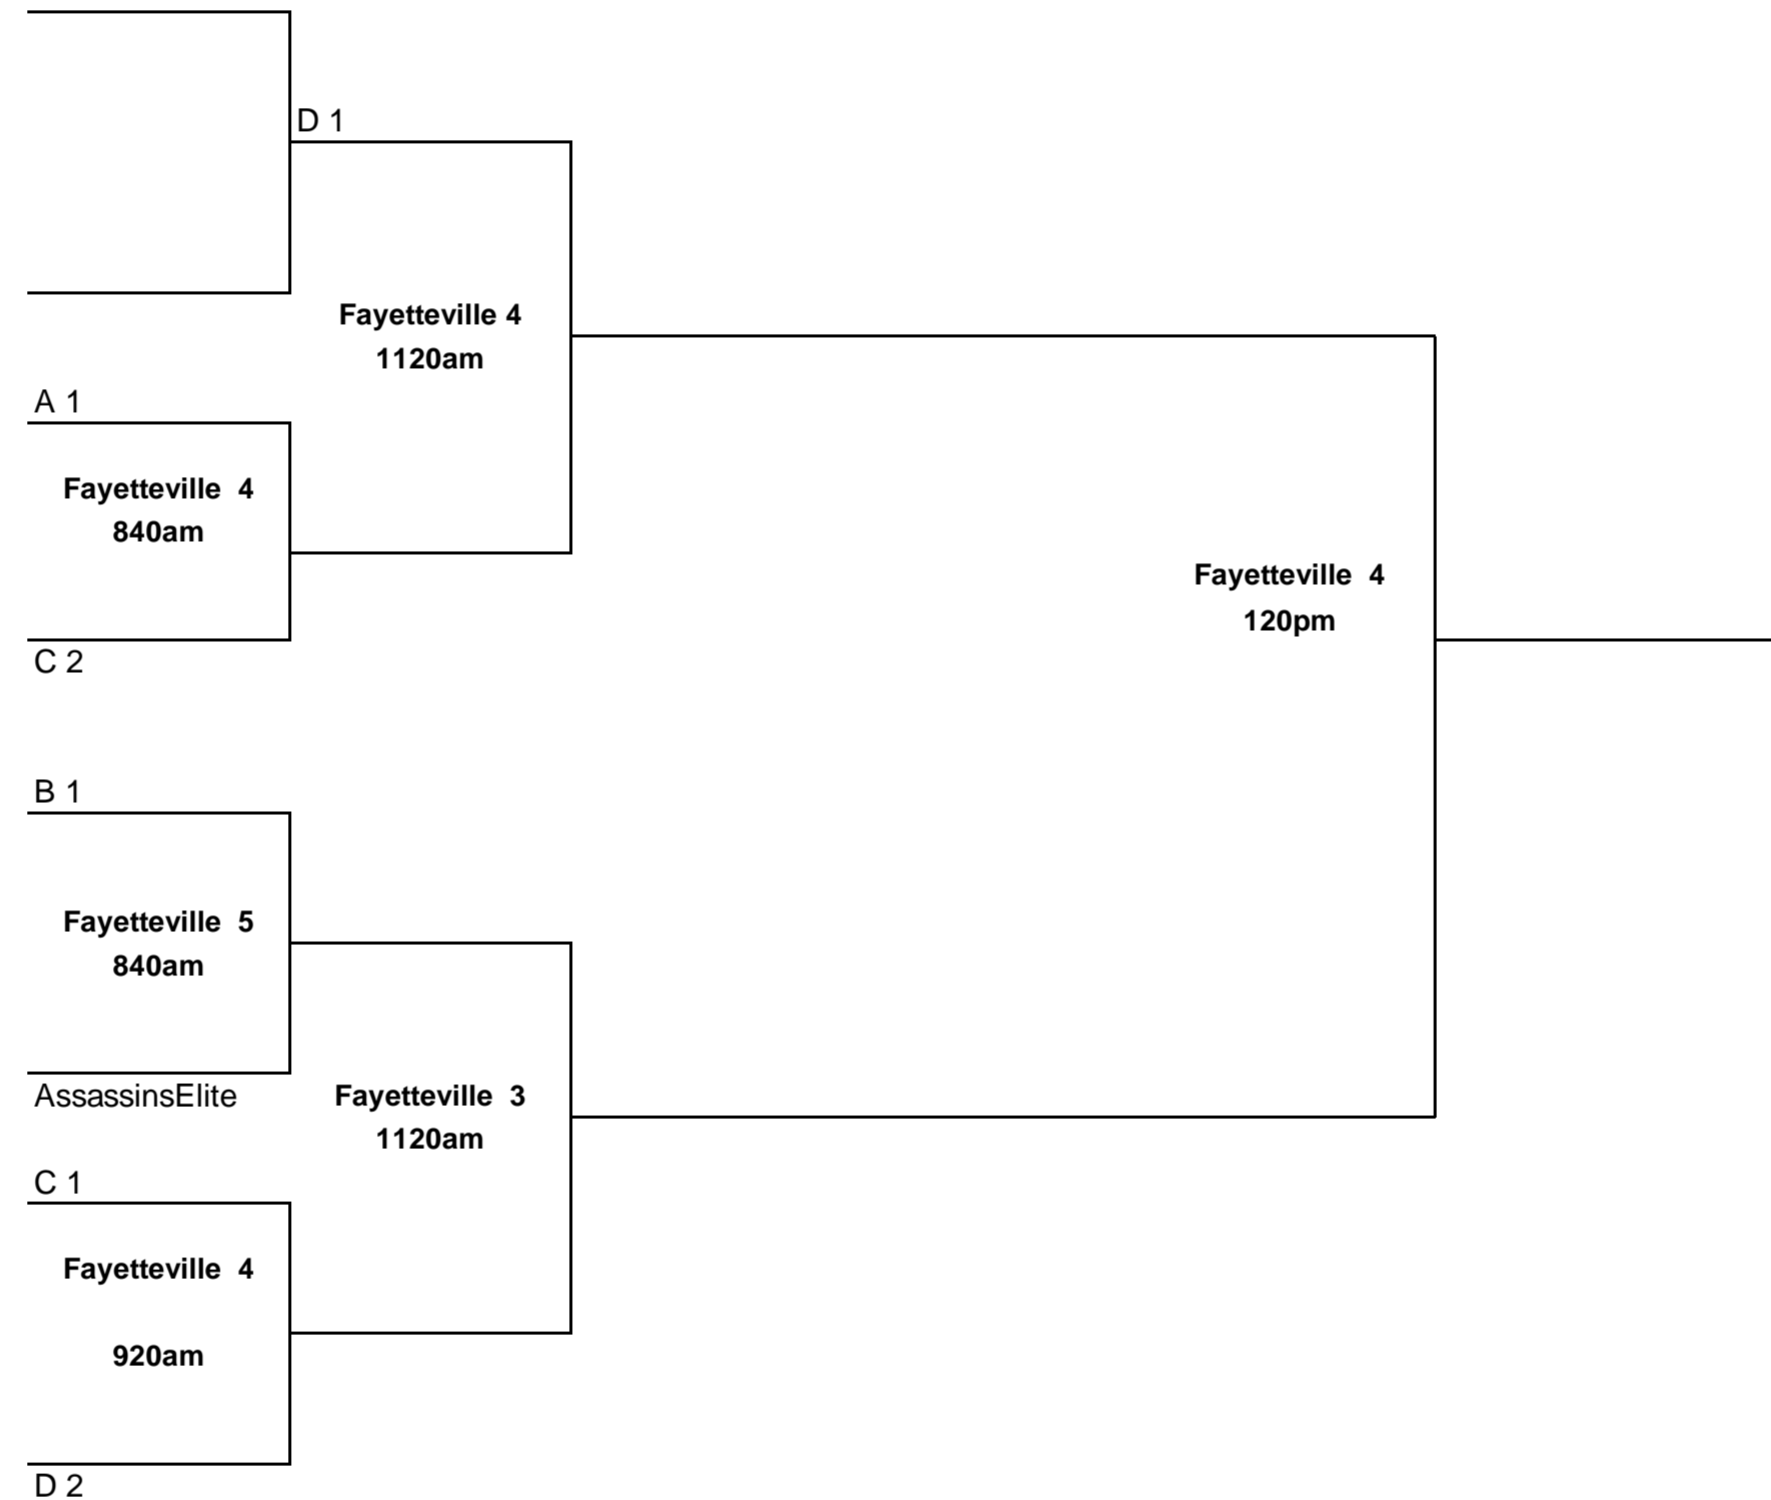 D 1
Fayetteville 4
1120am
A 1
Fayetteville  4
840am
C 2
Fayetteville  4
120pm
B 1
Fayetteville  5
840am
AssassinsElite
Fayetteville  3
1120am
C 1
Fayetteville  4
920am
D 2